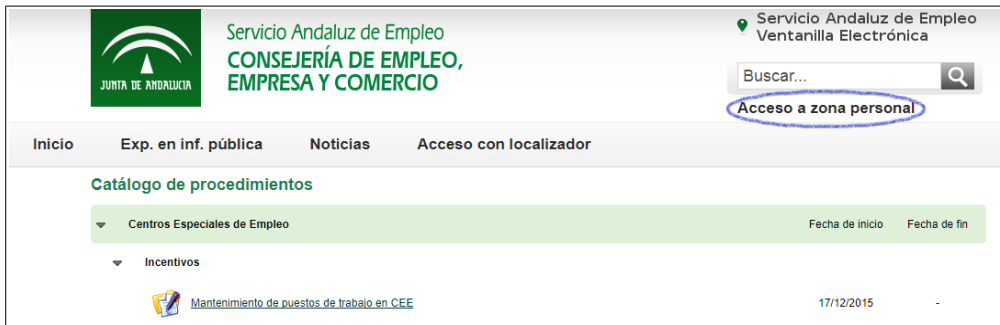 JUNTA DE ANDALUCIA
Servicio Andaluz de Empleo
CONSEJERÍA DE EMPLEO,
EMPRESA Y COMERCIO
Servicio Andaluz de Empleo
Ventanilla Electrónica
Buscar...
Acceso a zona personal
Inicio Exp. en inf. pública Noticias Acceso con localizador
Catálogo de procedimientos
Centros Especiales de Empleo Fecha de inicio Fecha de fin
Incentivos
Mantenimiento de puestos de trabajo en CEE 17/12/2015 -